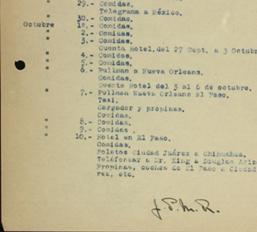 29.- Comidas.
Telegrama a México.
30.- Comidas.
Octubre 1o.- Comidas.
2.- Comidas.
3.- Comidas.
Cuenta Hotel.del 27 Sept. a 3 Octubre
4.- Comidas.
5.- Comidas.
6.- Pullman a Nueva Orleans.
Comidas.
Cuenta Hotel del 3 al 6 de octubre.
7.- Pullman Nueva Orleans El Paso.
Taxi.
Cargador y propinas.
Comidas.
8.- Comidas.
9.- Comidas.
10.- Hotel en El Paso.
Comidas.
Boletos Ciudad Juárez a Chihuahua.
Teléfonear a Dr. King a Douglas Ariz
Propinas, coches de El Paso a Ciudad
rez, etc.
J.P.M.R.